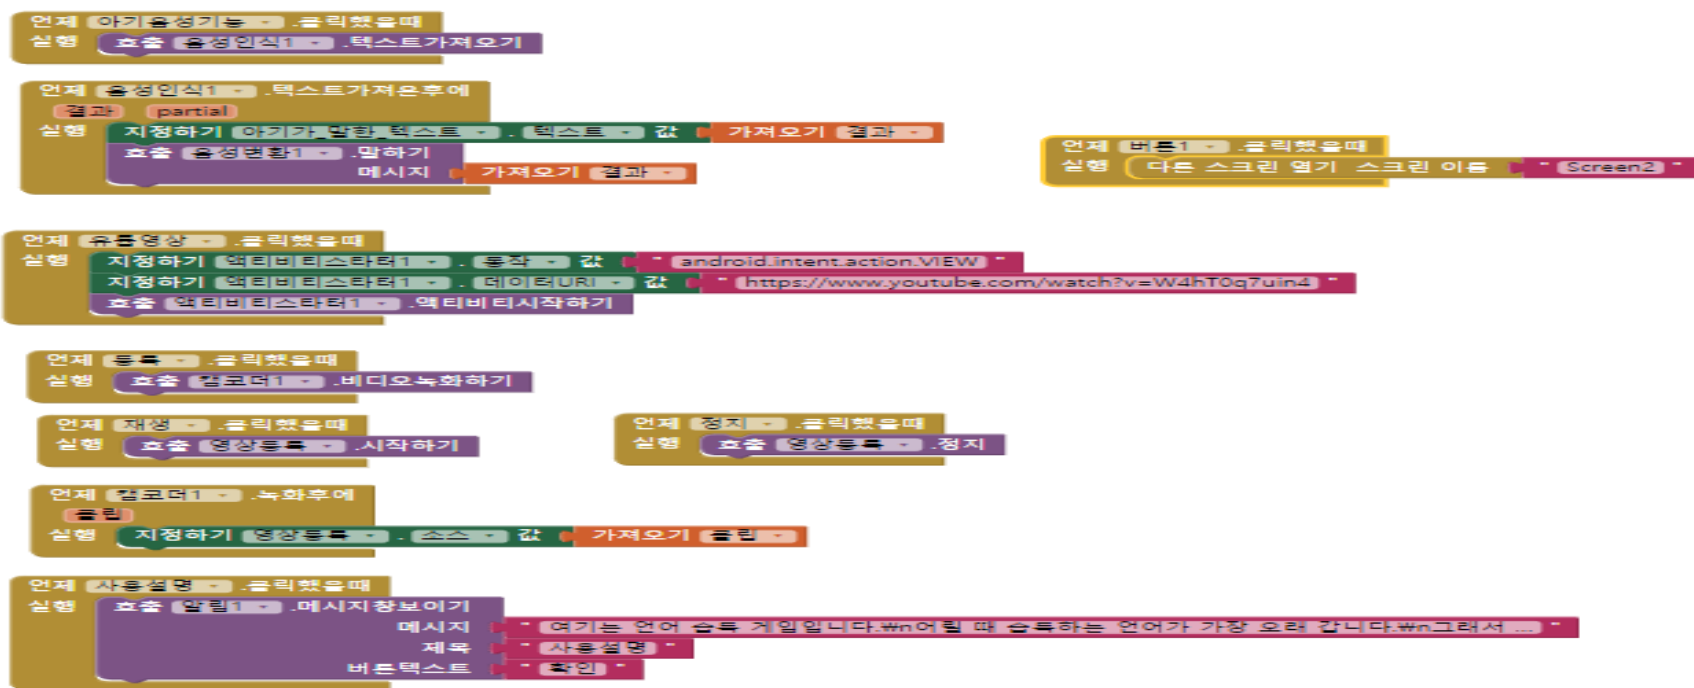 언제 아기음성기능 .클릭했을때
실행 호출 음성인식1 .텍스트가져오기
언제 음성인식1 .텍스트가져온후에
결과 partial
실행 지정하기 아기가_말한_텍스트 . 텍스트 값 가져오기 결과
호출 음성변환1 .말하기
메시지 가져오기 결과
언제 버튼1 .클릭했을때
실행 다른 스크린 열기 스크린 이름 " Screen2 "
언제 유튭영상 .클릭했을때
실행 지정하기 액티비티스타터1 . 동작 값 " android.intent.action.VIEW "
지정하기 액티비티스타터1 . 데이터URI 값 " https://www.youtube.com/watch?v=W4hT0q7uin4 "
호출 액티비티스타터1 .액티비티시작하기
언제 등록 .클릭했을때
실행 호출 캠코더1 .비디오녹화하기
언제 재생 .클릭했을때
실행 호출 영상등록 .시작하기
언제 정지 .클릭했을때
실행 호출 영상등록 .정지
언제 캠코더1 .녹화후에
클립
실행 지정하기 영상등록 . 소스 값 가져오기 클립
언제 사용설명 .클릭했을때
실행 호출 알림1 .메시지창보이기
메시지 " 여기는 언어 습득 게임입니다.₩n어릴 때 습득하는 언어가 가장 오래 갑니다.₩n그래서 ... "
제목 " 사용설명 "
버튼텍스트 " 확인 "